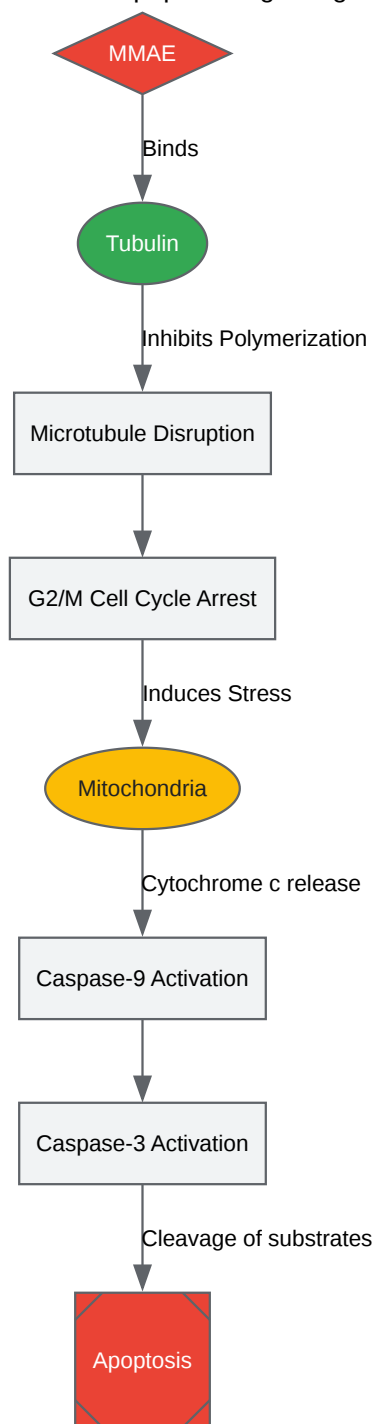 MMAE
Binds
Tubulin
Inhibits Polymerization
Microtubule Disruption
G2/M Cell Cycle Arrest
Induces Stress
Mitochondria
Cytochrome c release
Caspase-9 Activation
Caspase-3 Activation
Cleavage of substrates
Apoptosis